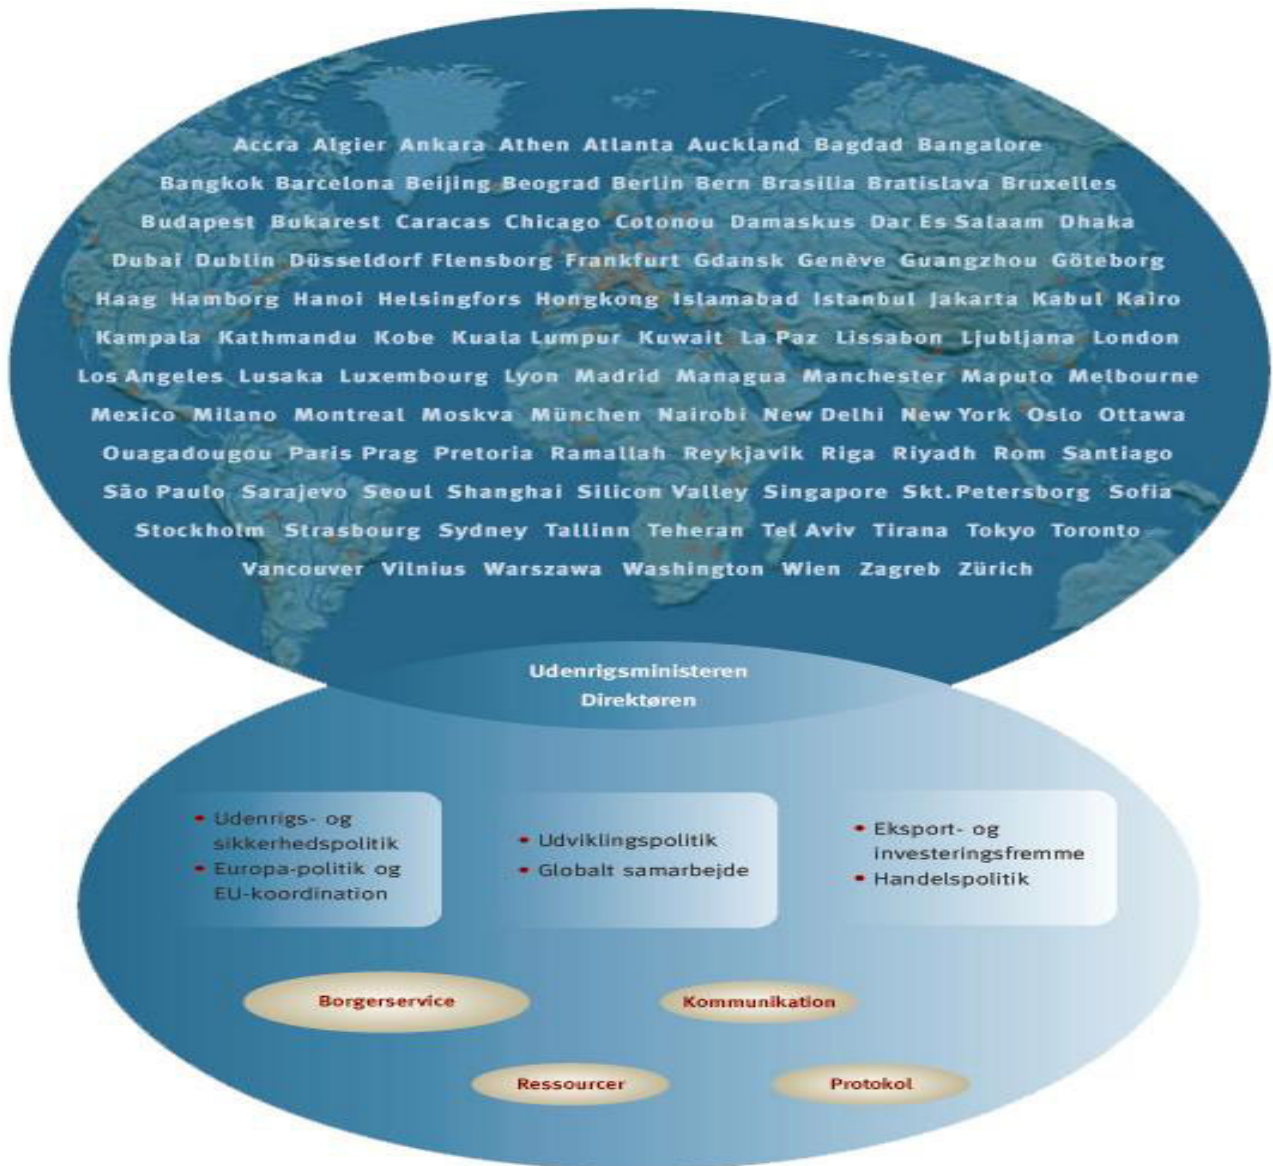 Accra Algier Ankara Athen Atlanta Auckland Bagdad Bangalore
Bangkok Barcelona Beijing Beograd Berlin Bern Brasilia Bratislava Bruxelles
Budapest Bukarest Caracas Chicago Cotonou Damaskus Dar Es Salaam Dhaka
Dubai Dublin Düsseldorf Flensborg Frankfurt Gdansk Genève Guangzhou Göteborg
Haag Hamborg Hanoi Helsingfors Hongkong Islamabad Istanbul Jakarta Kabul Kairo
Kampala Kathmandu Kobe Kuala Lumpur Kuwait La Paz Lissabon Ljubljana London
Los Angeles Lusaka Luxembourg Lyon Madrid Managua Manchester Maputo Melbourne
Mexico Milano Montreal Moskva München Nairobi New Delhi New York Oslo Ottawa
Ouagadougou Paris Prag Pretoria Ramallah Reykjavik Riga Riyadh Rom Santiago
São Paulo Sarajevo Seoul Shanghai Silicon Valley Singapore Skt.Petersborg Sofia
Stockholm Strasbourg Sydney Tallinn Teheran Tel Aviv Tirana Tokyo Toronto
Vancouver Vilnius Warszawa Washington Wien Zagreb Zürich
Udenrigsministeren
Direktøren
• Udenrigs- og
sikkerhedspolitik
• Europa-politik og
EU-koordination
• Udviklingspolitik
• Globalt samarbejde
• Eksport- og
investeringsfremme
• Handelspolitik
Borgerservice
Kommunikation
Ressourcer
Protokol